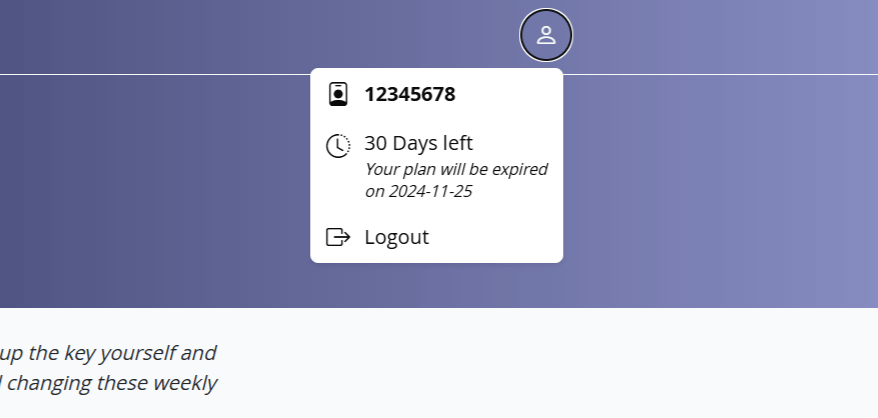 12345678
30 Days left
Your plan will be expired
on 2024-11-25
Logout
up the key yourself and
changing these weekly